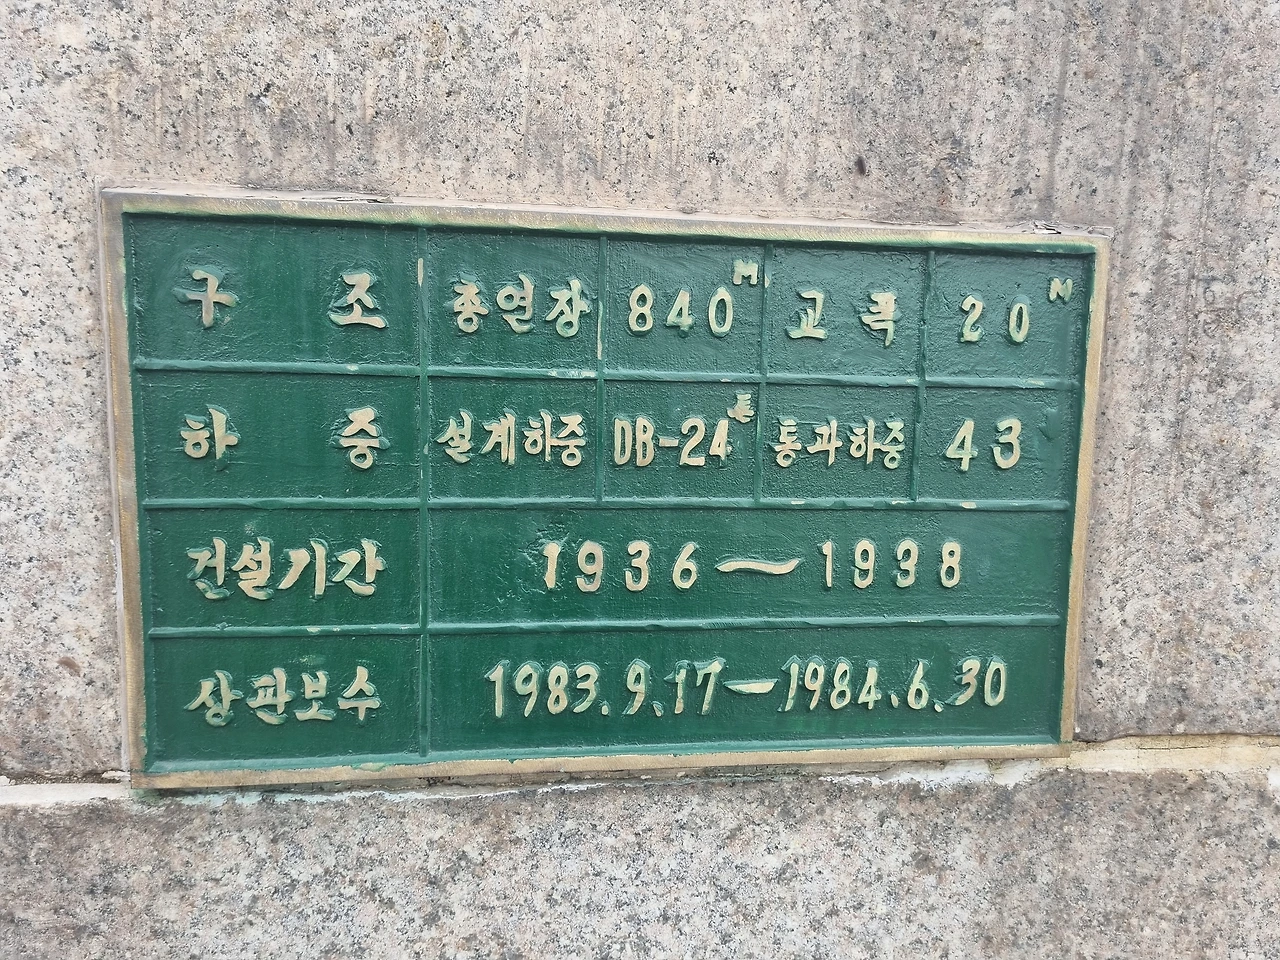 구 조 총연장 840M 교 폭 20M
하 중 설계하중 DB-24톤 통과하중 43
건설기간 1936~1938
상판보수 1983.9.17~1984.6.30